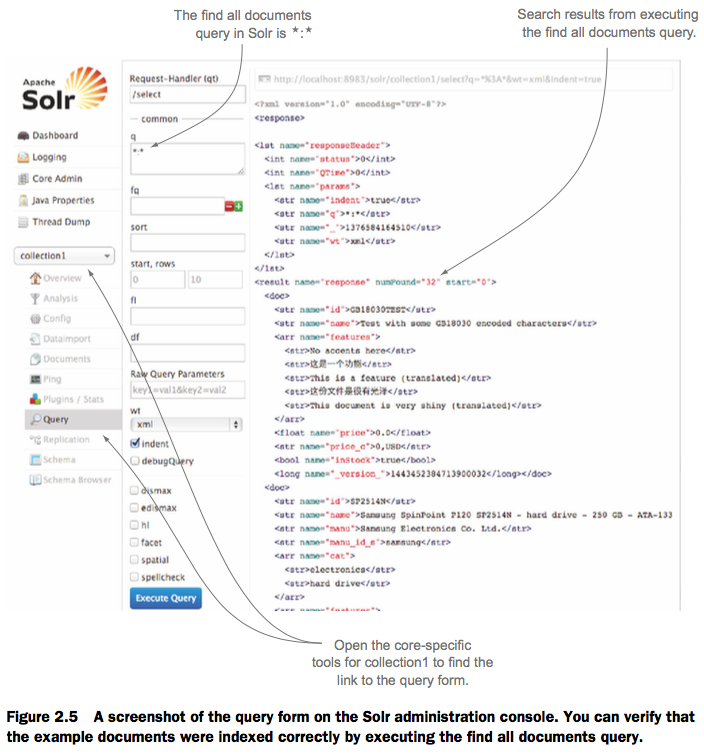 The find all documents
query in Solr is *:*
Search results from executing
the find all documents query.
Apache
Solr
Dashboard
Logging
Core Admin
Java Properties
Thread Dump
collection1
Overview
Analysis
Config
Dataimport
Documents
Ping
Plugins / Stats
Query
Replication
Schema
Schema Browser
Request-Handler (qt)
/select
common
q
*:*
fq
sort
start, rows
0 10
fl
df
Raw Query Parameters
key1=val1&key2=val2
wt
xml
indent
debugQuery
dismax
edismax
hl
facet
spatial
spellcheck
Execute Query
http://localhost:8983/solr/collection1/select?q=*%3A*&wt=xml&indent=true
<?xml version="1.0" encoding="UTF-8"?>
<response>
<lst name="responseHeader">
<int name="status">0</int>
<int name="QTime">0</int>
<lst name="params">
<str name="indent">true</str>
<str name="q">*:*</str>
<str name="_">1376584164510</str>
<str name="wt">xml</str>
</lst>
</lst>
<result name="response" numFound="32" start="0">
<doc>
<str name="id">GB18030TEST</str>
<str name="name">Test with some GB18030 encoded characters</str>
<arr name="features">
<str>No accents here</str>
<str>这是一个功能</str>
<str>This is a feature (translated)</str>
<str>这份文件是很有光泽</str>
<str>This document is very shiny (translated)</str>
</arr>
<float name="price">0.0</float>
<str name="price_c">0,USD</str>
<bool name="inStock">true</bool>
<long name="_version_">1443452384713900032</long></doc>
<doc>
<str name="id">SP2514N</str>
<str name="name">Samsung SpinPoint P120 SP2514N - hard drive - 250 GB - ATA-133
<str name="manu">Samsung Electronics Co. Ltd.</str>
<str name="manu_id_s">samsung</str>
<arr name="cat">
<str>electronics</str>
<str>hard drive</str>
</arr>
<arr name="features">
Open the core-specific
tools for collection1 to find the
link to the query form.
Figure 2.5 A screenshot of the query form on the Solr administration console. You can verify that
the example documents were indexed correctly by executing the find all documents query.